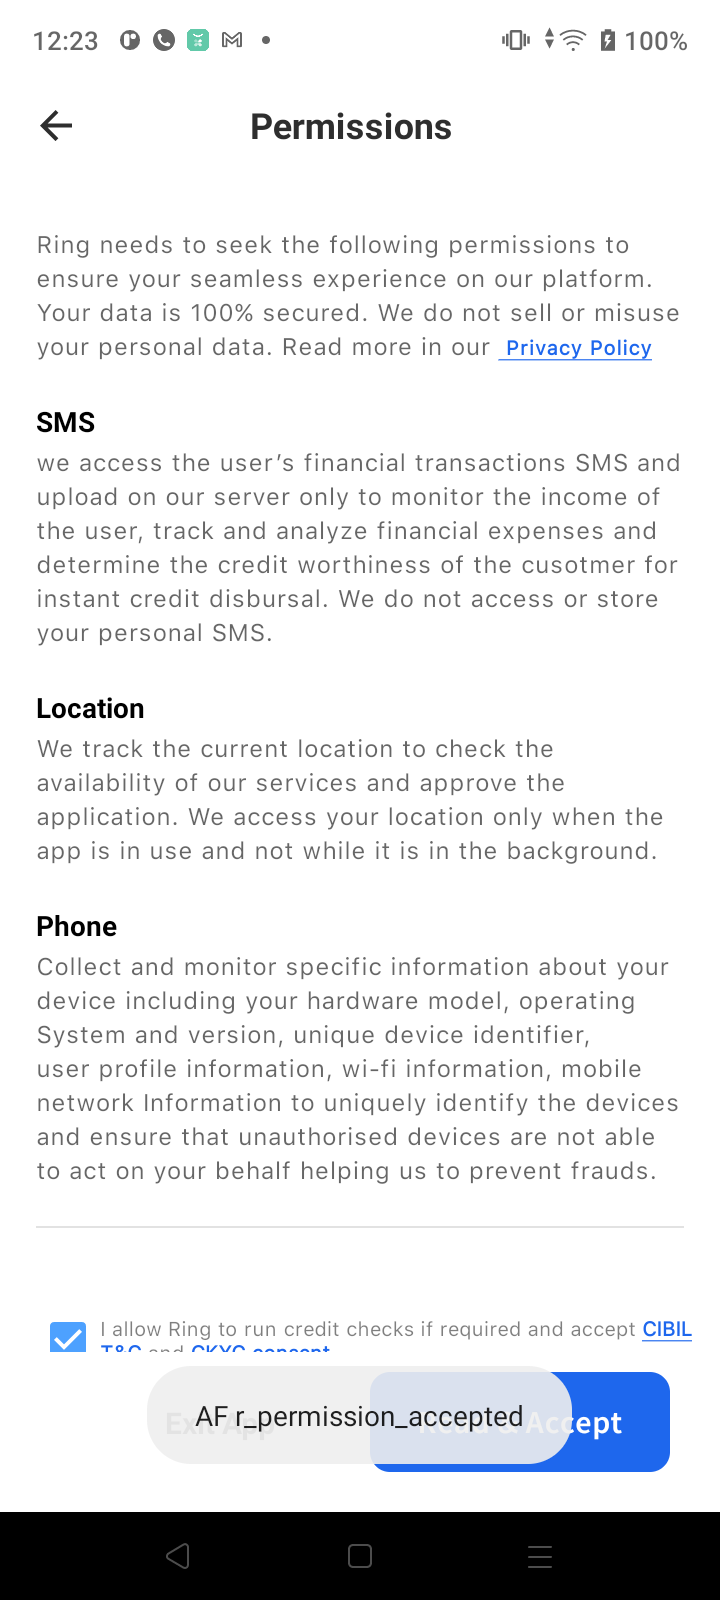 12:23
100%
Permissions
Ring needs to seek the following permissions to
ensure your seamless experience on our platform.
Your data is 100% secured. We do not sell or misuse
your personal data. Read more in our Privacy Policy
SMS
we access the user’s financial transactions SMS and
upload on our server only to monitor the income of
the user, track and analyze financial expenses and
determine the credit worthiness of the cusotmer for
instant credit disbursal. We do not access or store
your personal SMS.
Location
We track the current location to check the
availability of our services and approve the
application. We access your location only when the
app is in use and not while it is in the background.
Phone
Collect and monitor specific information about your
device including your hardware model, operating
System and version, unique device identifier,
user profile information, wi-fi information, mobile
network Information to uniquely identify the devices
and ensure that unauthorised devices are not able
to act on your behalf helping us to prevent frauds.
I allow Ring to run credit checks if required and accept CIBIL
T&C and CKYC consent
Exit App
Read & Accept
AF r_permission_accepted